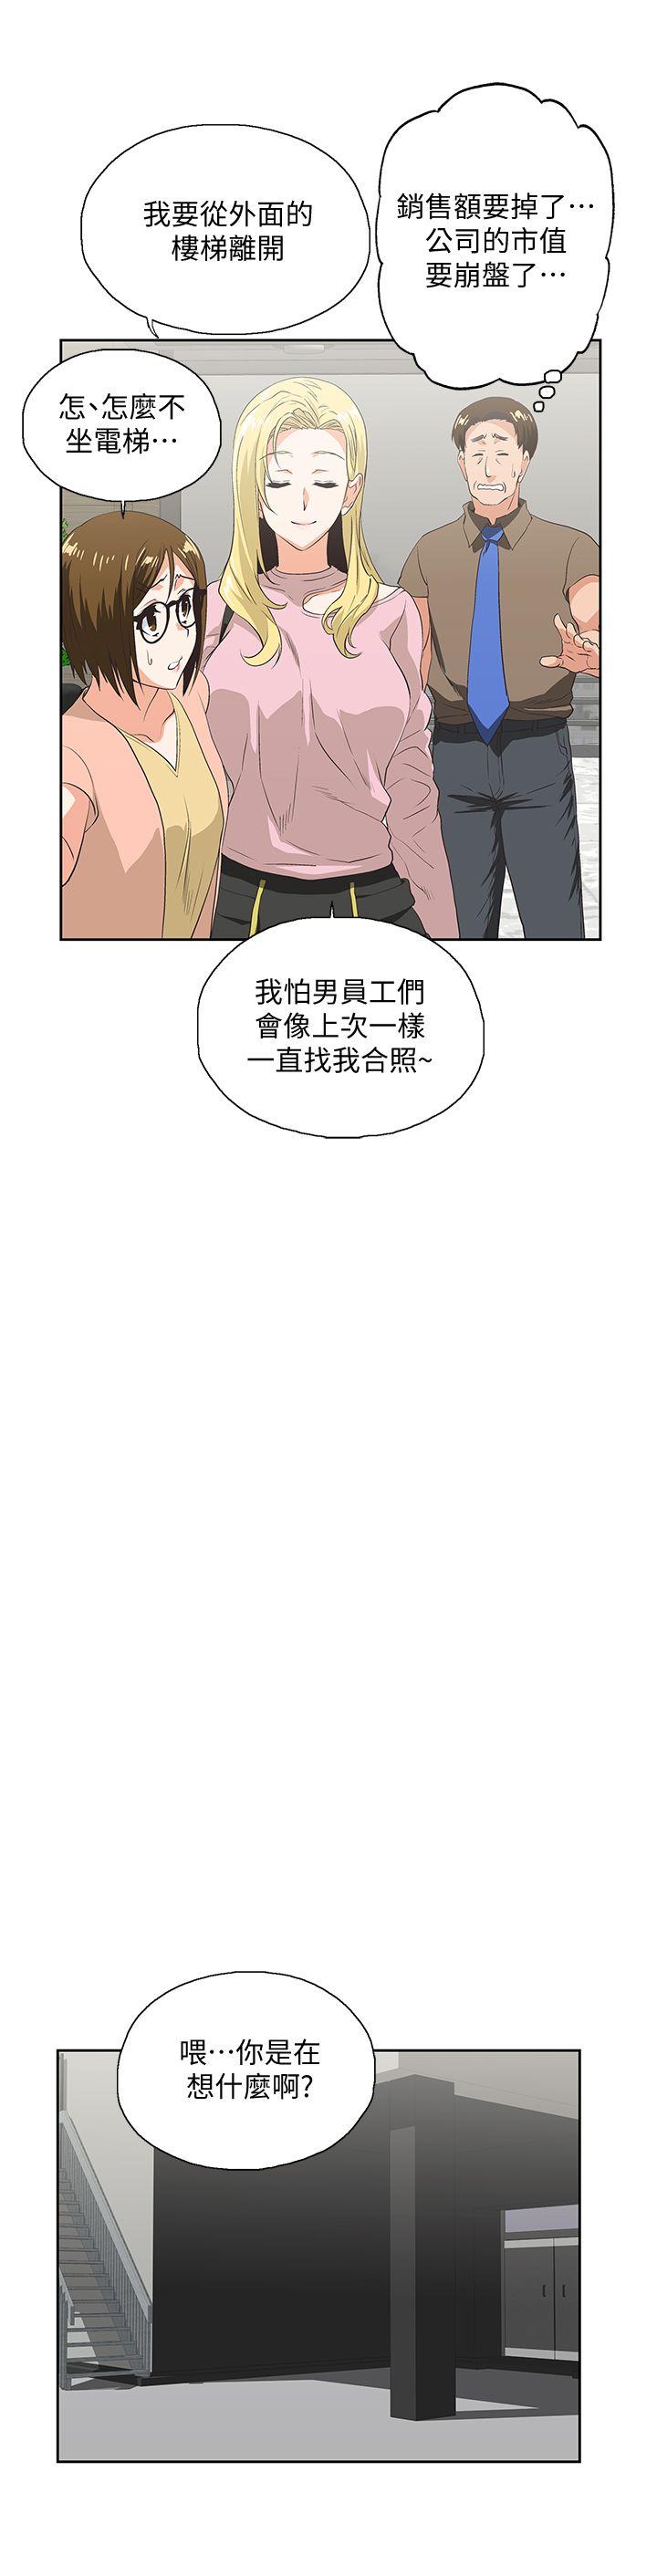 我要從外面的
樓梯離開
銷售額要掉了⋯
公司的市值
要崩盤了⋯
怎、怎麼不
坐電梯⋯
我怕男員工們
會像上次一樣
一直找我合照~
喂⋯你是在
想什麼啊?